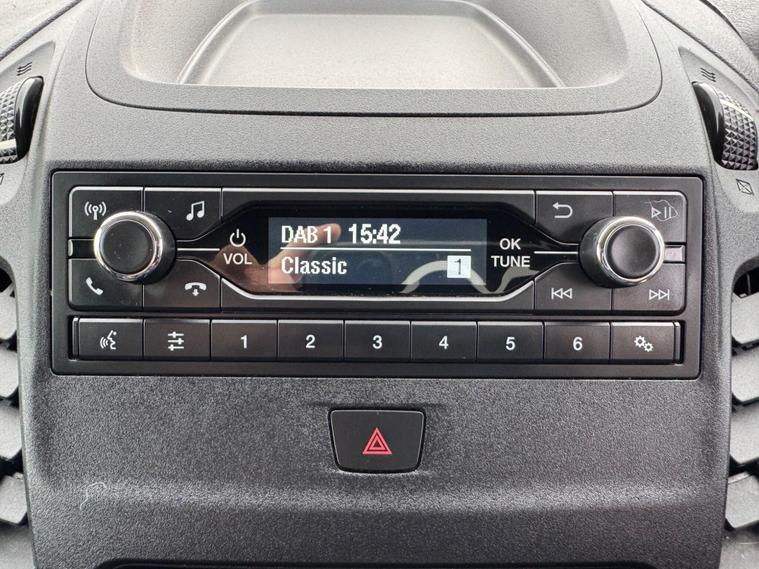 DAB 1 15:42
Classic 1
VOL
OK
TUNE
1 2 3 4 5 6